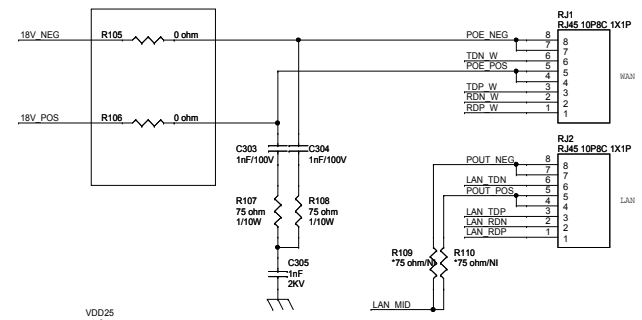 RJ1
RJ45 10P8C 1X1P
18V_NEG R105 0 ohm POE_NEG 8 8
7 7
TDN_W 6 6
POE_POS 5 5
4 4
WAN
TDP_W 3 3
RDN_W 2 2
RDP_W 1 1
18V_POS R106 0 ohm
RJ2
RJ45 10P8C 1X1P
C303 C304
1nF/100V 1nF/100V
POUT_NEG 8 8
7 7
LAN_TDN 6 6
POUT_POS 5 5
4 4
LAN
LAN_TDP 3 3
LAN_RDN 2 2
LAN_RDP 1 1
R107 R108
75 ohm 75 ohm
1/10W 1/10W
R109 R110
*75 ohm/NI *75 ohm/NI
C305
1nF
2KV
LAN_MID
VDD25